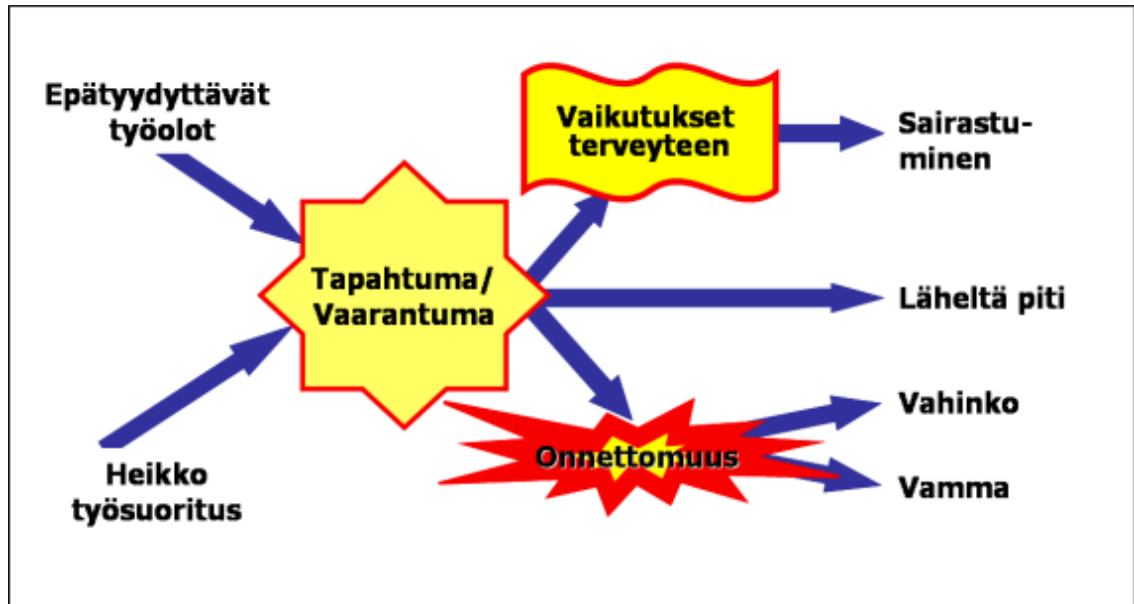 Epätyydyttävät
työolot
Heikko
työsuoritus
Tapahtuma/
Vaarantuma
Vaikutukset
terveyteen
Onnettomuus
Sairastu-
minen
Läheltä piti
Vahinko
Vamma